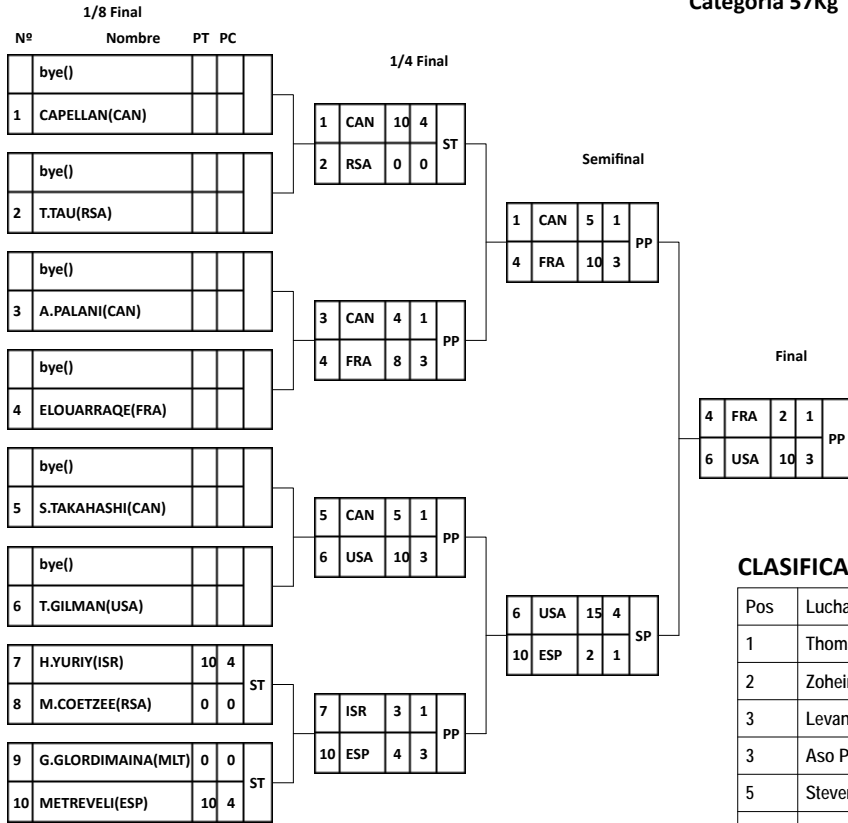 Categoría 57Kg
1/8 Final
Nº Nombre PT PC
bye()
1 CAPELLAN(CAN)
bye()
2 T.TAU(RSA)
bye()
3 A.PALANI(CAN)
bye()
4 ELOUARRAQE(FRA)
bye()
5 S.TAKAHASHI(CAN)
bye()
6 T.GILMAN(USA)
7 H.YURIY(ISR) 10 4
ST
8 M.COETZEE(RSA) 0 0
9 G.GLORDIMAINA(MLT) 0 0
ST
10 METREVELI(ESP) 10 4
1/4 Final
1 CAN 10 4
ST
2 RSA 0 0
3 CAN 4 1
PP
4 FRA 8 3
5 CAN 5 1
PP
6 USA 10 3
7 ISR 3 1
PP
10 ESP 4 3
Semifinal
1 CAN 5 1
PP
4 FRA 10 3
6 USA 15 4
SP
10 ESP 2 1
Final
4 FRA 2 1
PP
6 USA 10 3
CLASIFICA
Pos Lucha
1 Thom
2 Zohei
3 Levan
3 Aso P
5 Steve